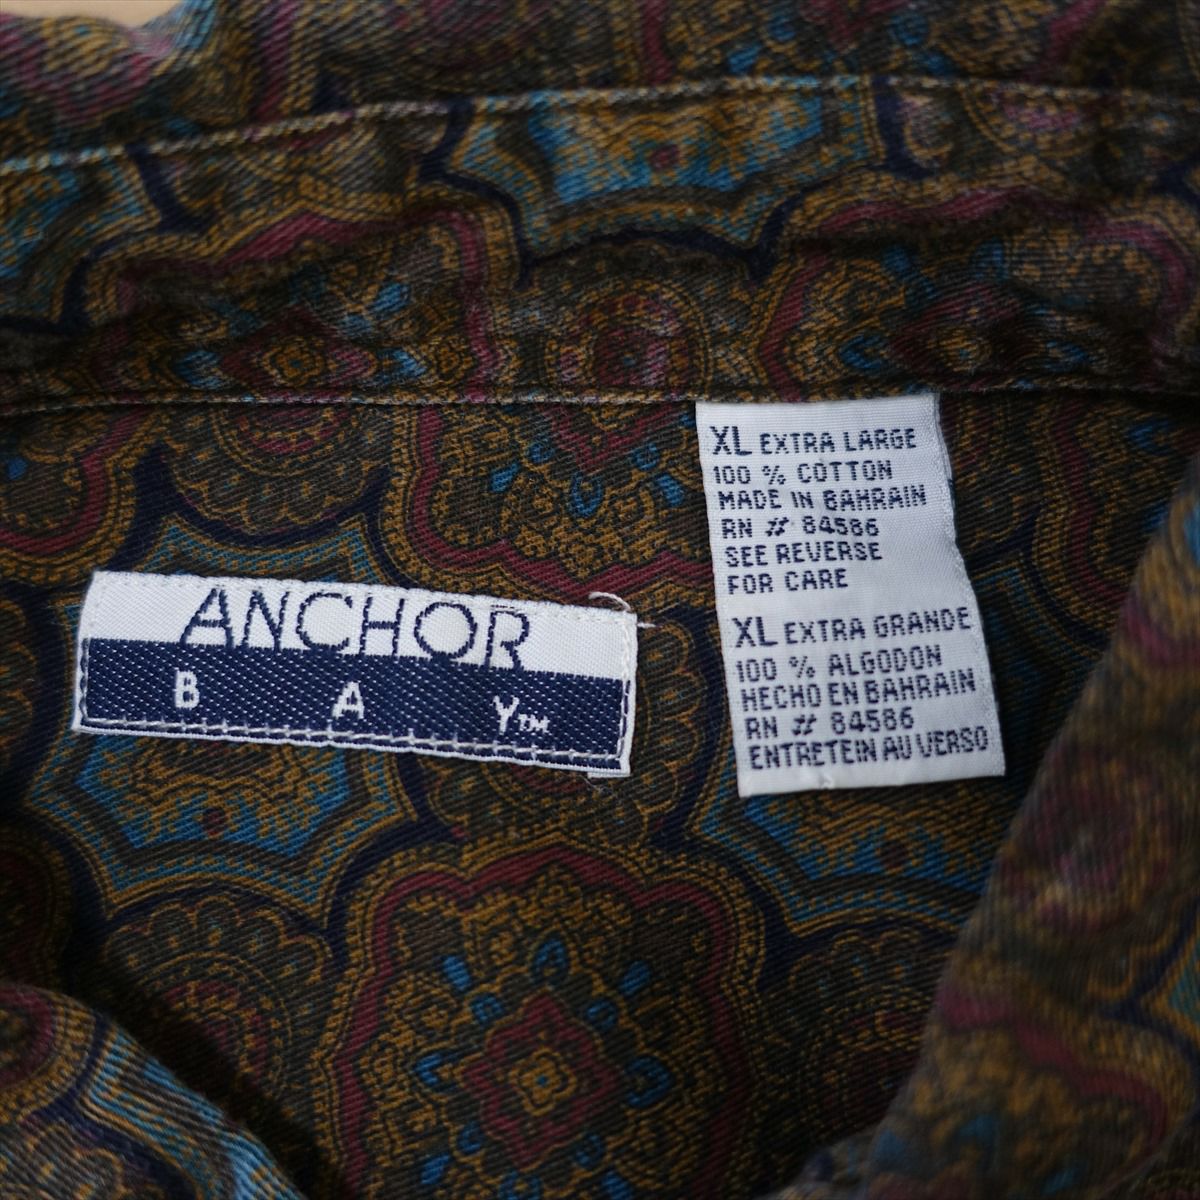 ANCHOR
B A Y™
XL EXTRA LARGE
100 % COTTON
MADE IN BAHRAIN
RN # 84586
SEE REVERSE
FOR CARE
XL EXTRA GRANDE
100 % ALGODON
HECHO EN BAHRAIN
RN # 84586
ENTRETEIN AU VERSO